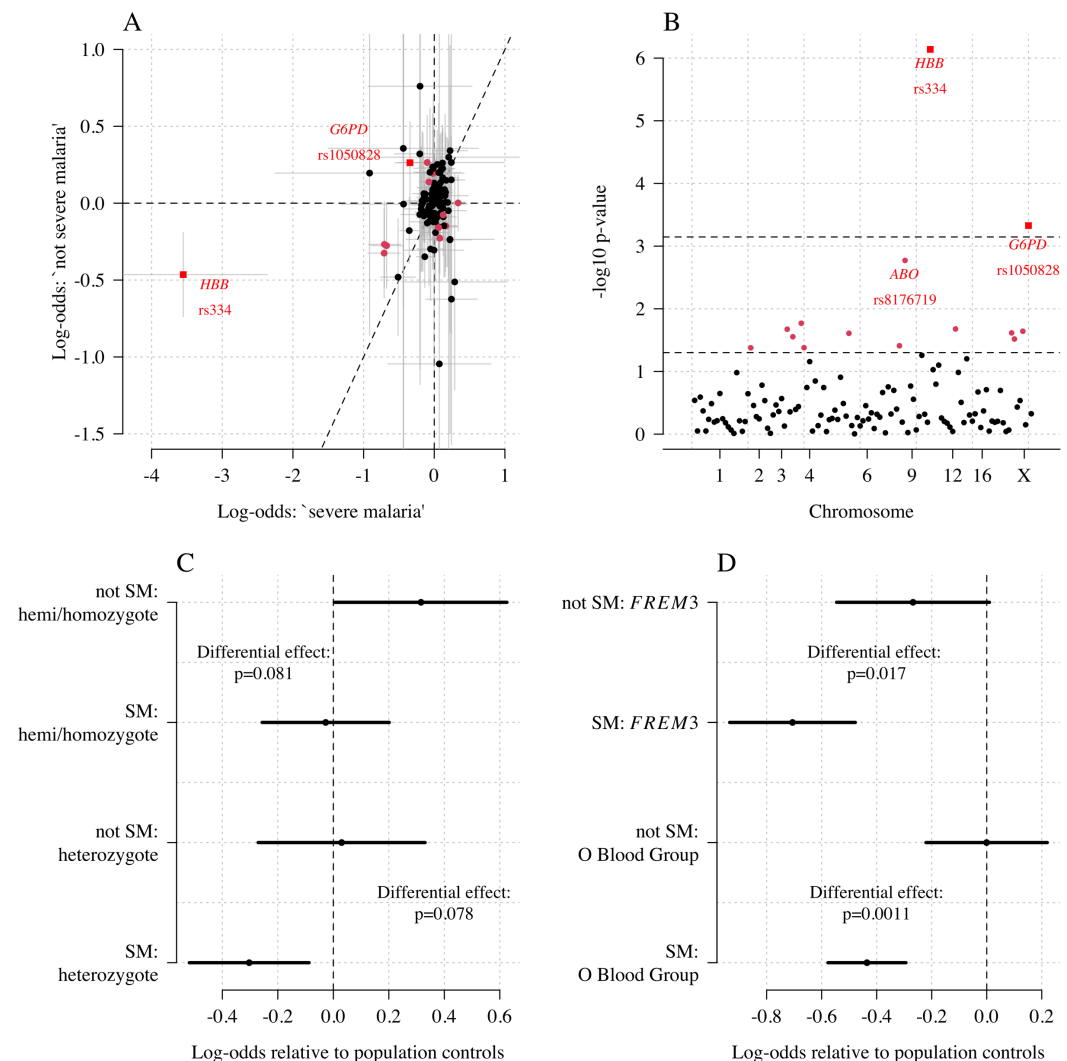 A
Log-odds: `not severe malaria'
1.0
0.5
0.0
-0.5
-1.0
-1.5
G6PD
rs1050828
HBB
rs334
-4
-3
-2
-1
0
1
Log-odds: `severe malaria'
B
-log10 p-value
6
5
4
3
2
1
0
HBB
rs334
G6PD
rs1050828
ABO
rs8176719
1
2
3
4
6
9
12
16
X
Chromosome
C
not SM:
hemi/homozygote
Differential effect:
p=0.081
SM:
hemi/homozygote
not SM:
heterozygote
Differential effect:
p=0.078
SM:
heterozygote
-0.4
-0.2
0.0
0.2
0.4
0.6
Log-odds relative to population controls
D
not SM: FREM3
Differential effect:
p=0.017
SM: FREM3
not SM:
O Blood Group
Differential effect:
p=0.0011
SM:
O Blood Group
-0.8
-0.6
-0.4
-0.2
0.0
0.2
Log-odds relative to population controls